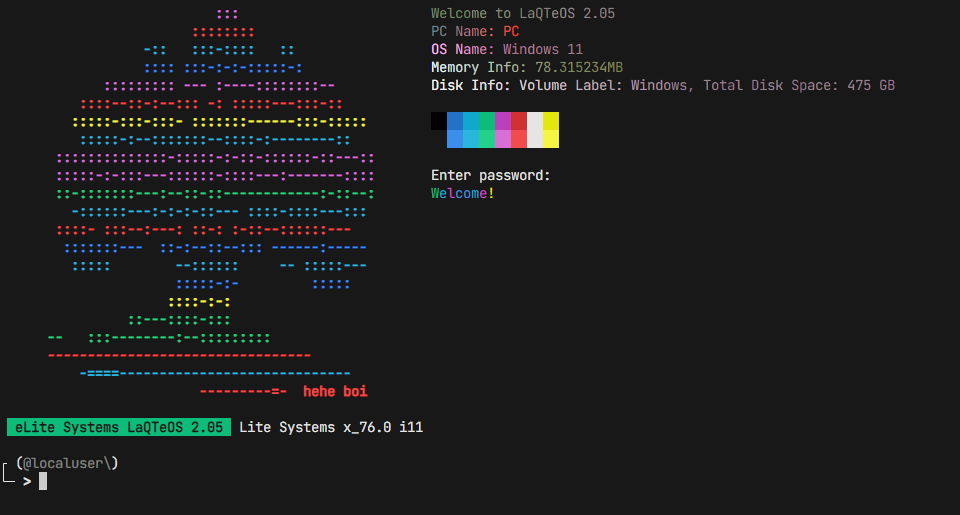 Welcome to LaQTeOS 2.05
PC Name: PC
OS Name: Windows 11
Memory Info: 78.315234MB
Disk Info: Volume Label: Windows, Total Disk Space: 475 GB
Enter password:
Welcome!
hehe boi
eLite Systems LaQTeOS 2.05 Lite Systems x_76.0 i11
(@localuser\)
>